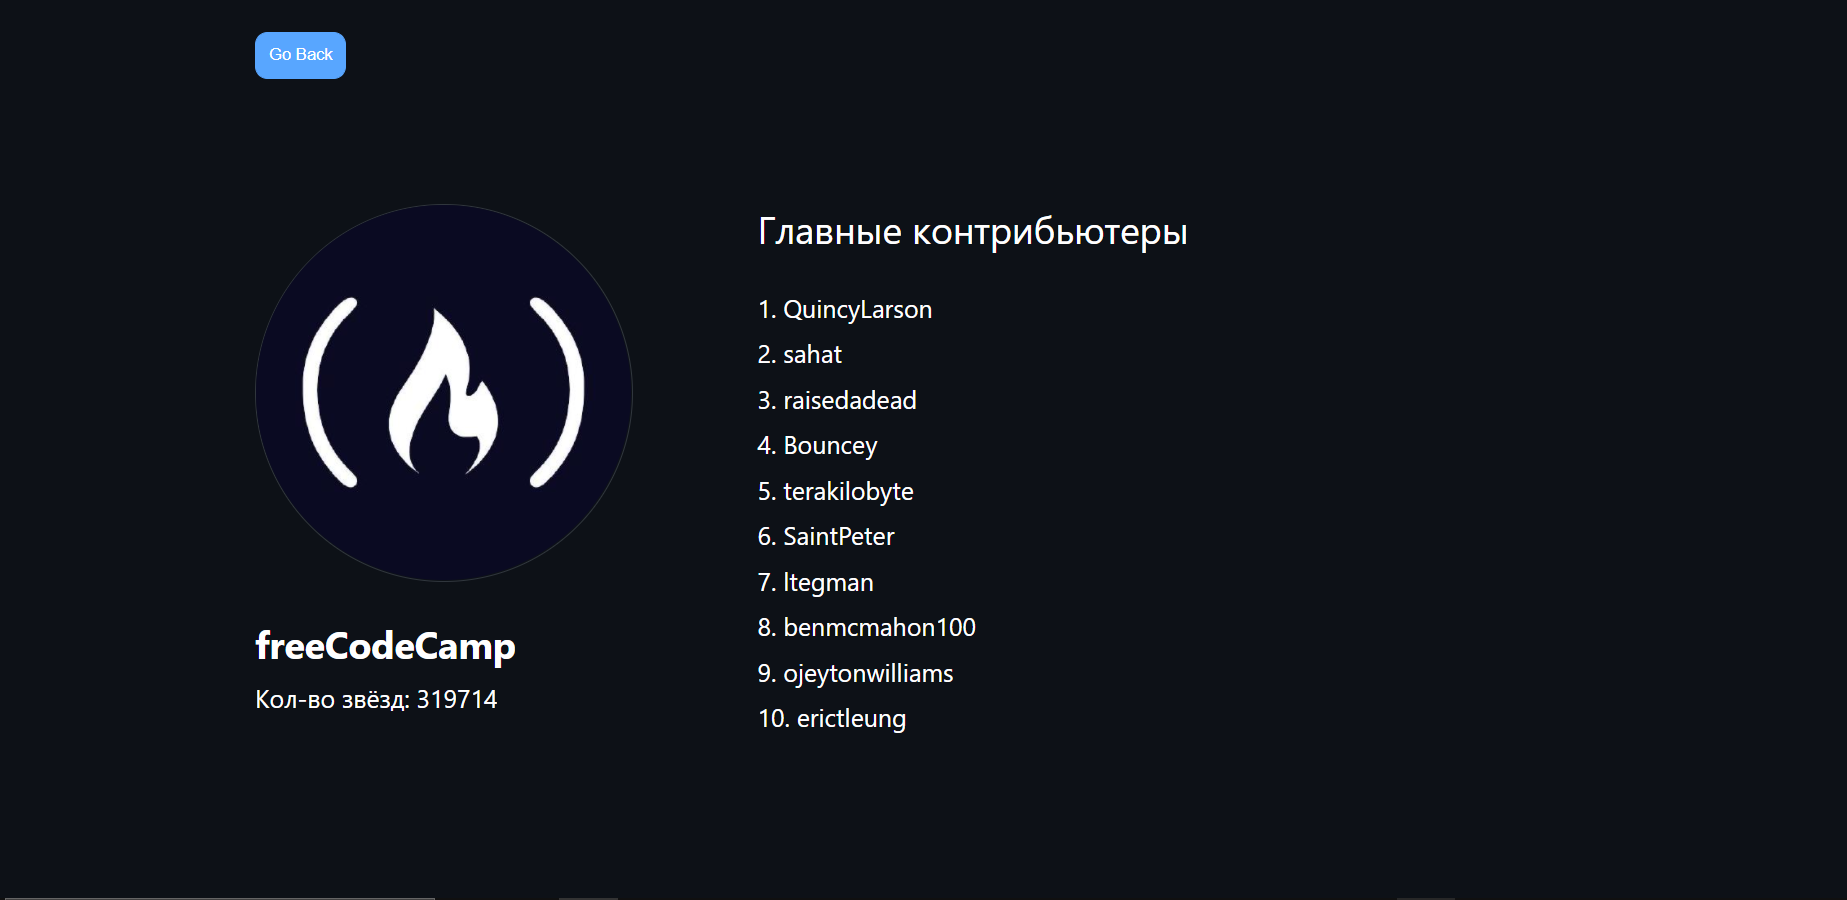 Go Back
Главные контрибьютеры
1. QuincyLarson
2. sahat
3. raisedadead
4. Bouncey
5. terakilobyte
6. SaintPeter
7. ltegman
8. benmcmahon100
9. ojeytonwilliams
10. erictleung
freeCodeCamp
Кол-во звёзд: 319714